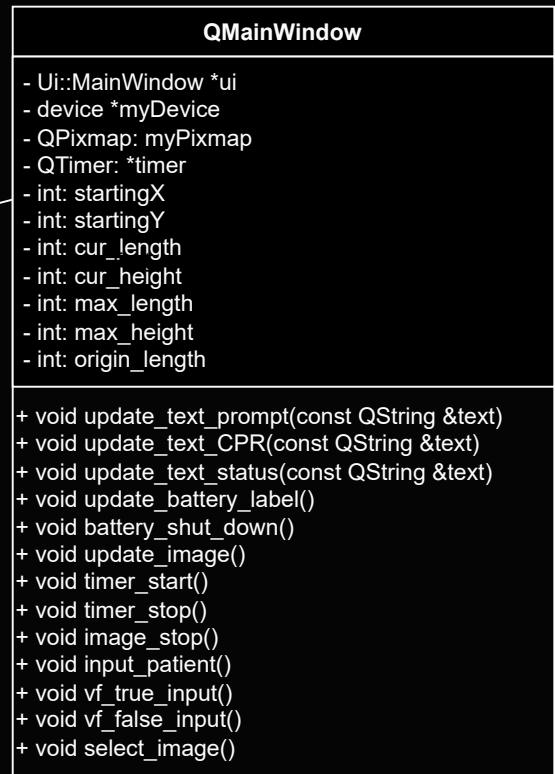 QMainWindow
- Ui::MainWindow *ui
- device *myDevice
- QPixmap: myPixmap
- QTimer: *timer
- int: startingX
- int: startingY
- int: cur_length
- int: cur_height
- int: max_length
- int: max_height
- int: origin_length
+ void update_text_prompt(const QString &text)
+ void update_text_CPR(const QString &text)
+ void update_text_status(const QString &text)
+ void update_battery_label()
+ void battery_shut_down()
+ void update_image()
+ void timer_start()
+ void timer_stop()
+ void image_stop()
+ void input_patient()
+ void vf_true_input()
+ void vf_false_input()
+ void select_image()